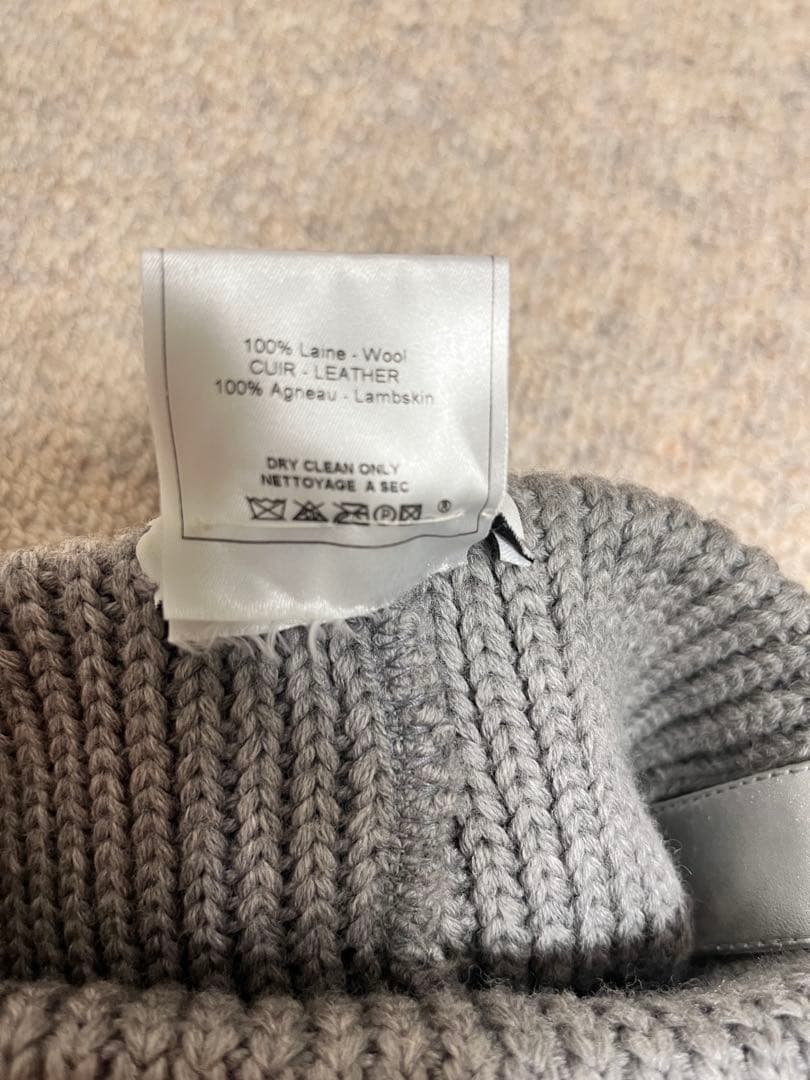 100% Laine - Wool
CUIR - LEATHER
100% Agneau - Lambskin
DRY CLEAN ONLY
NETTOYAGE A SEC